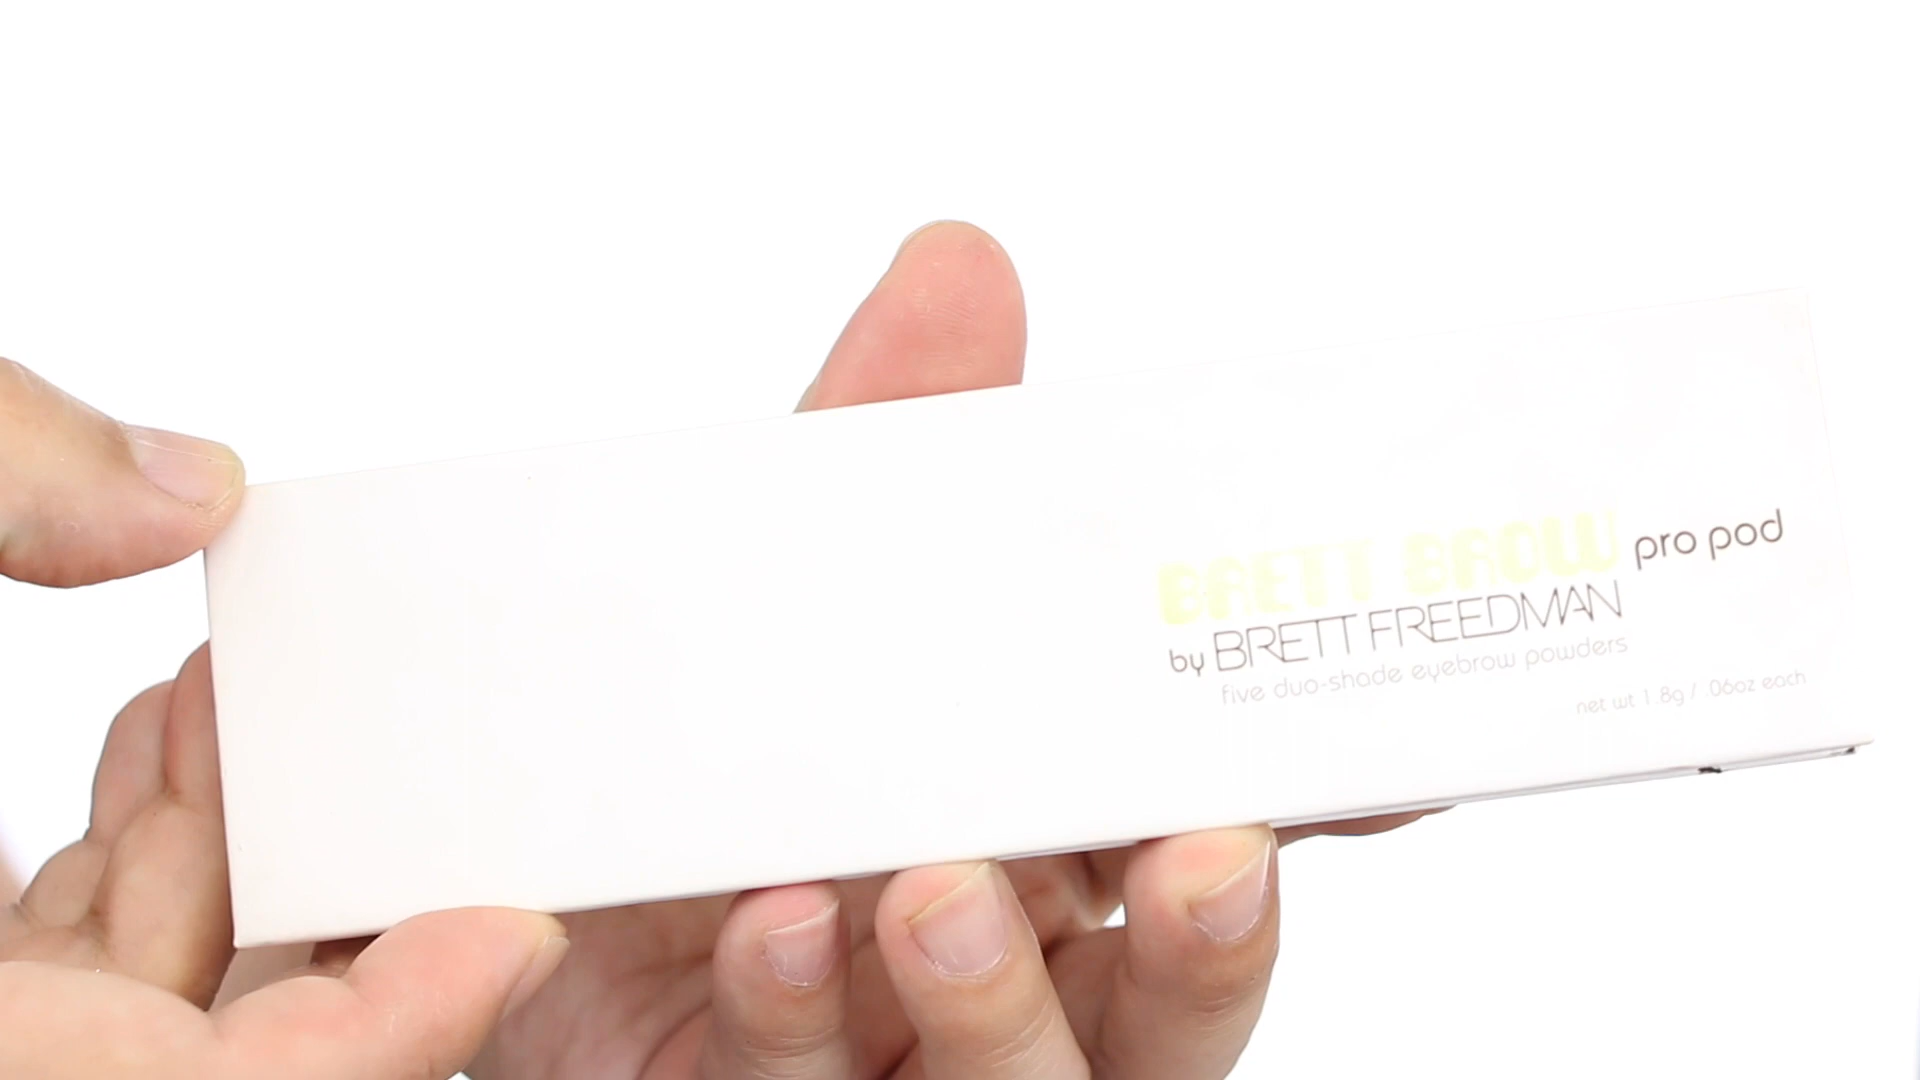 BRETT BROW pro pod
by BRETT FREEDMAN
five duo-shade eyebrow powders
net wt 1.8g / .06oz each